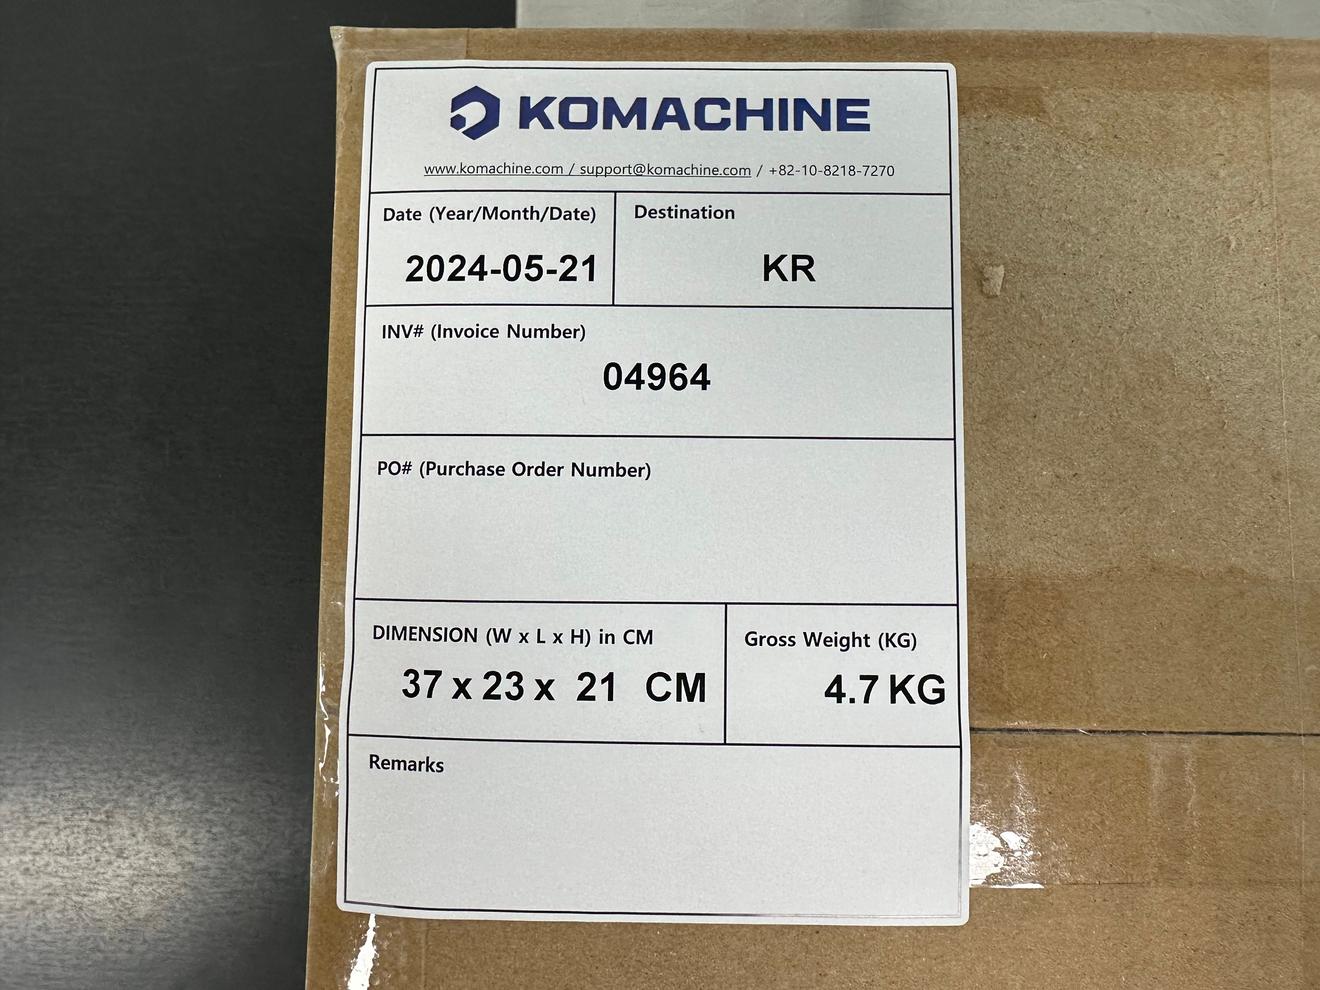 KOMACHINE
www.komachine.com / support@komachine.com / +82-10-8218-7270
Date (Year/Month/Date)
2024-05-21
Destination
KR
INV# (Invoice Number)
04964
PO# (Purchase Order Number)
DIMENSION (W x L x H) in CM
37 x 23 x 21 CM
Gross Weight (KG)
4.7 KG
Remarks